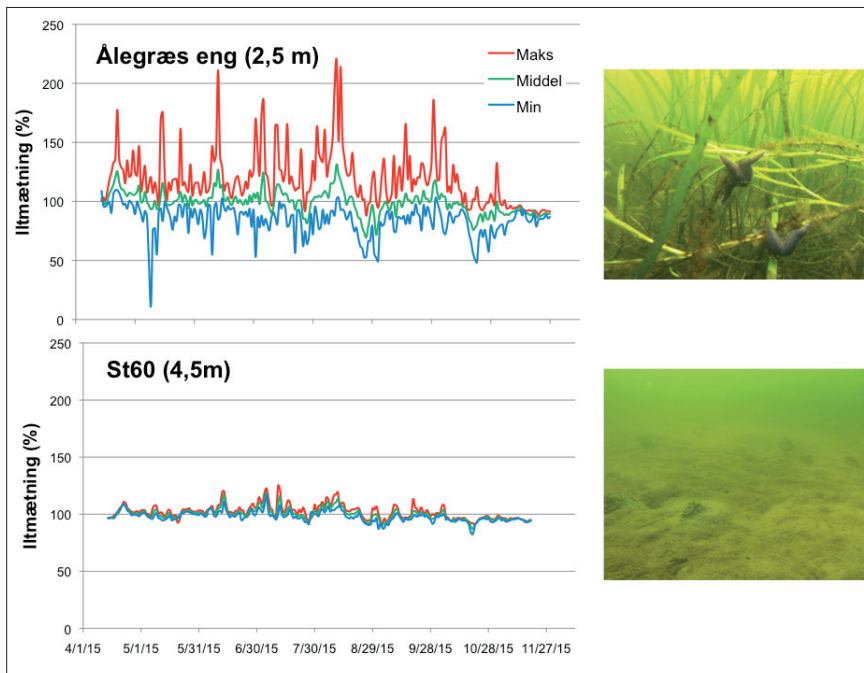 250
Ålegræs eng (2,5 m)
Maks
Middel
Min
200
150
100
50
0
Iltmætning (%)
250
St60 (4,5m)
200
150
100
50
0
Iltmætning (%)
4/1/15 5/1/15 5/31/15 6/30/15 7/30/15 8/29/15 9/28/15 10/28/15 11/27/15